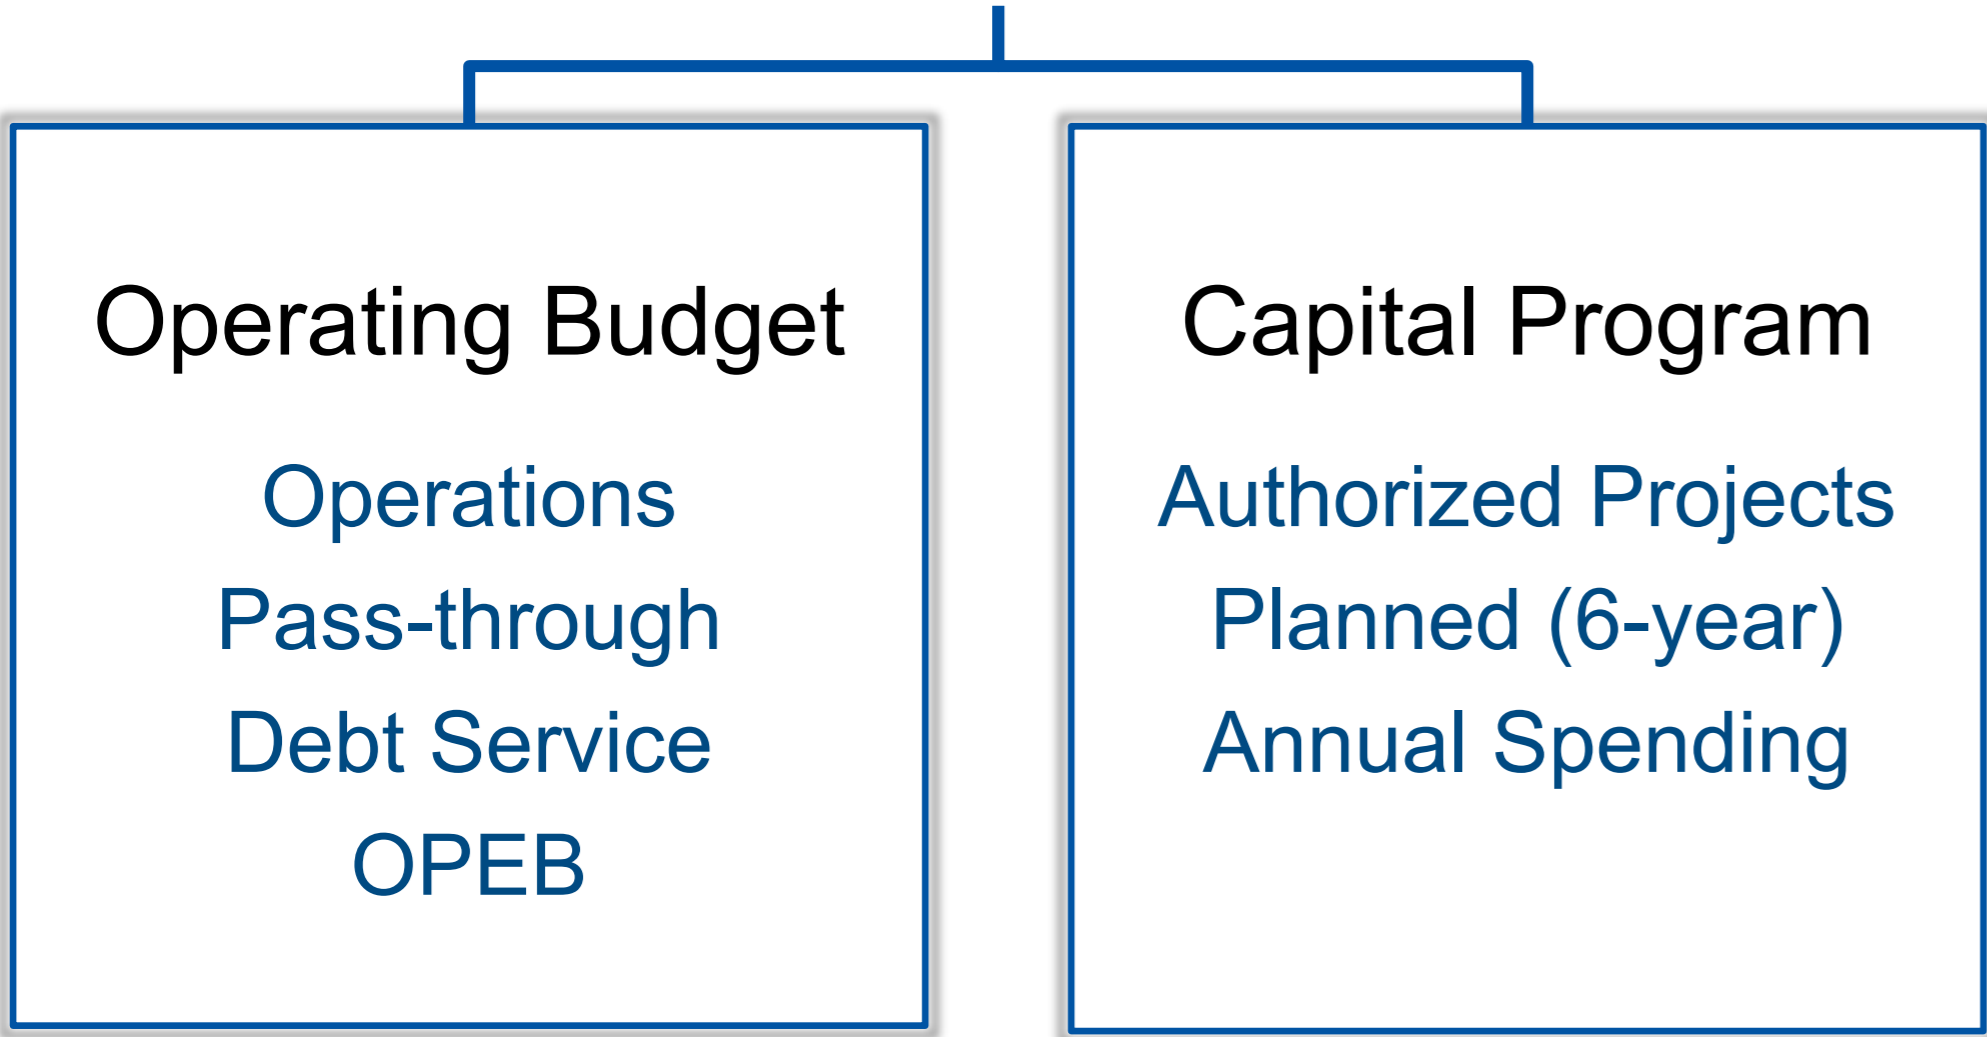 Operating Budget
Operations
Pass-through
Debt Service
OPEB
Capital Program
Authorized Projects
Planned (6-year)
Annual Spending